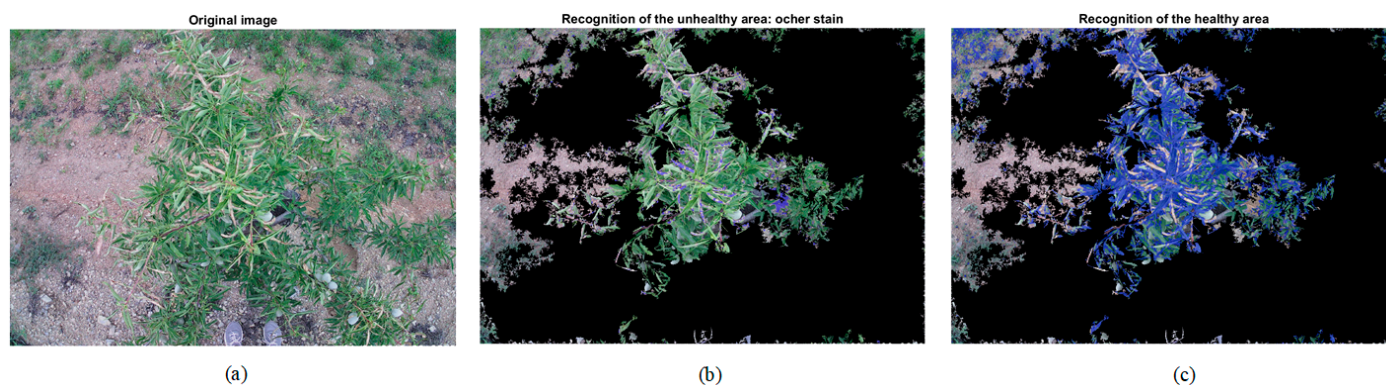 Original image
Recognition of the unhealthy area: ocher stain
Recognition of the healthy area
(a)
(b)
(c)